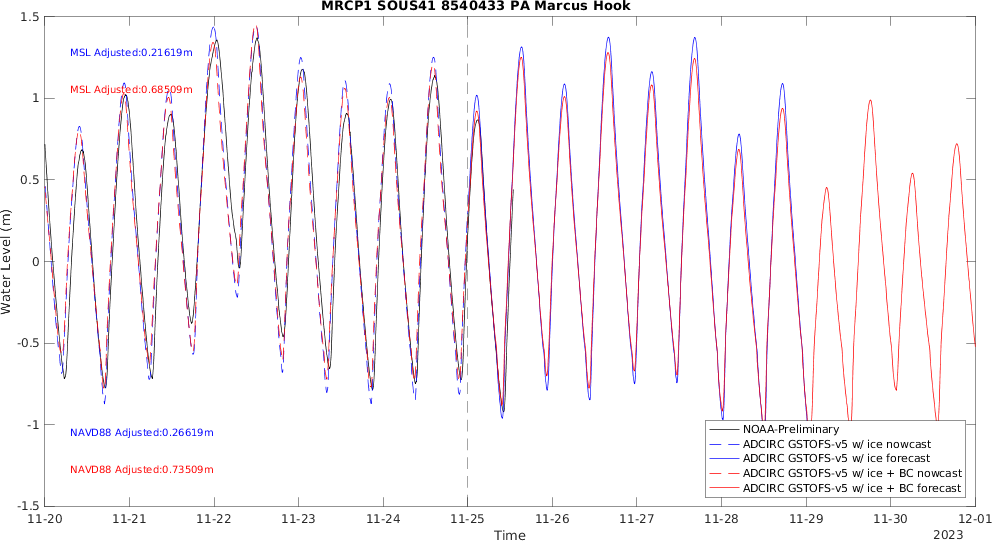 MRCP1 SOUS41 8540433 PA Marcus Hook
1.5
1
0.5
0
-0.5
-1
-1.5
Water Level (m)
MSL Adjusted:0.21619m
MSL Adjusted:0.68509m
NAVD88 Adjusted:0.26619m
NAVD88 Adjusted:0.73509m
NOAA-Preliminary
ADCIRC GSTOFS-v5 w/ ice nowcast
ADCIRC GSTOFS-v5 w/ ice forecast
ADCIRC GSTOFS-v5 w/ ice + BC nowcast
ADCIRC GSTOFS-v5 w/ ice + BC forecast
11-20 11-21 11-22 11-23 11-24 11-25 11-26 11-27 11-28 11-29 11-30 12-01
Time
2023